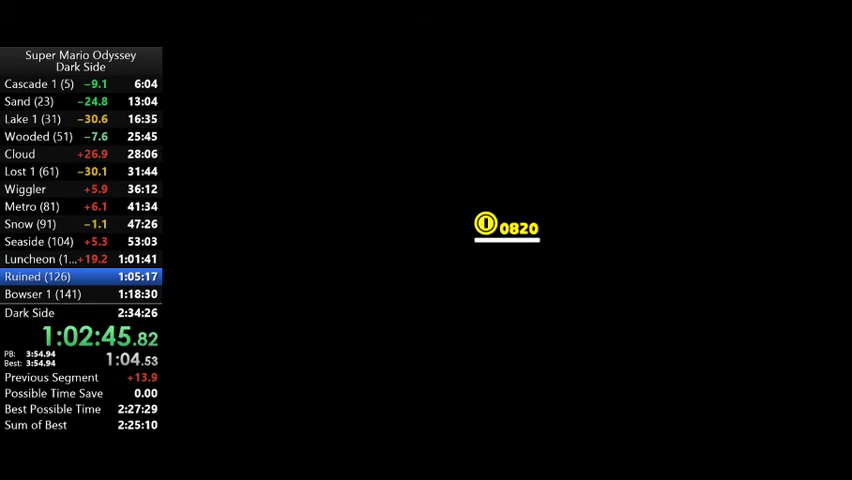 Super Mario Odyssey
Dark Side
Cascade 1 (5) −9.1 6:04
Sand (23) −24.8 13:04
Lake 1 (31) −30.6 16:35
Wooded (51) −7.6 25:45
Cloud +26.9 28:06
Lost 1 (61) −30.1 31:44
Wiggler +5.9 36:12
Metro (81) +6.1 41:34
Snow (91) −1.1 47:26
Seaside (104) +5.3 53:03
Luncheon (1... +19.2 1:01:41
Ruined (126) 1:05:17
Bowser 1 (141) 1:18:30
Dark Side 2:34:26
1:02:45.82
PB: 3:54.94
Best: 3:54.94
1:04.53
Previous Segment +13.9
Possible Time Save 0.00
Best Possible Time 2:27:29
Sum of Best 2:25:10
0820